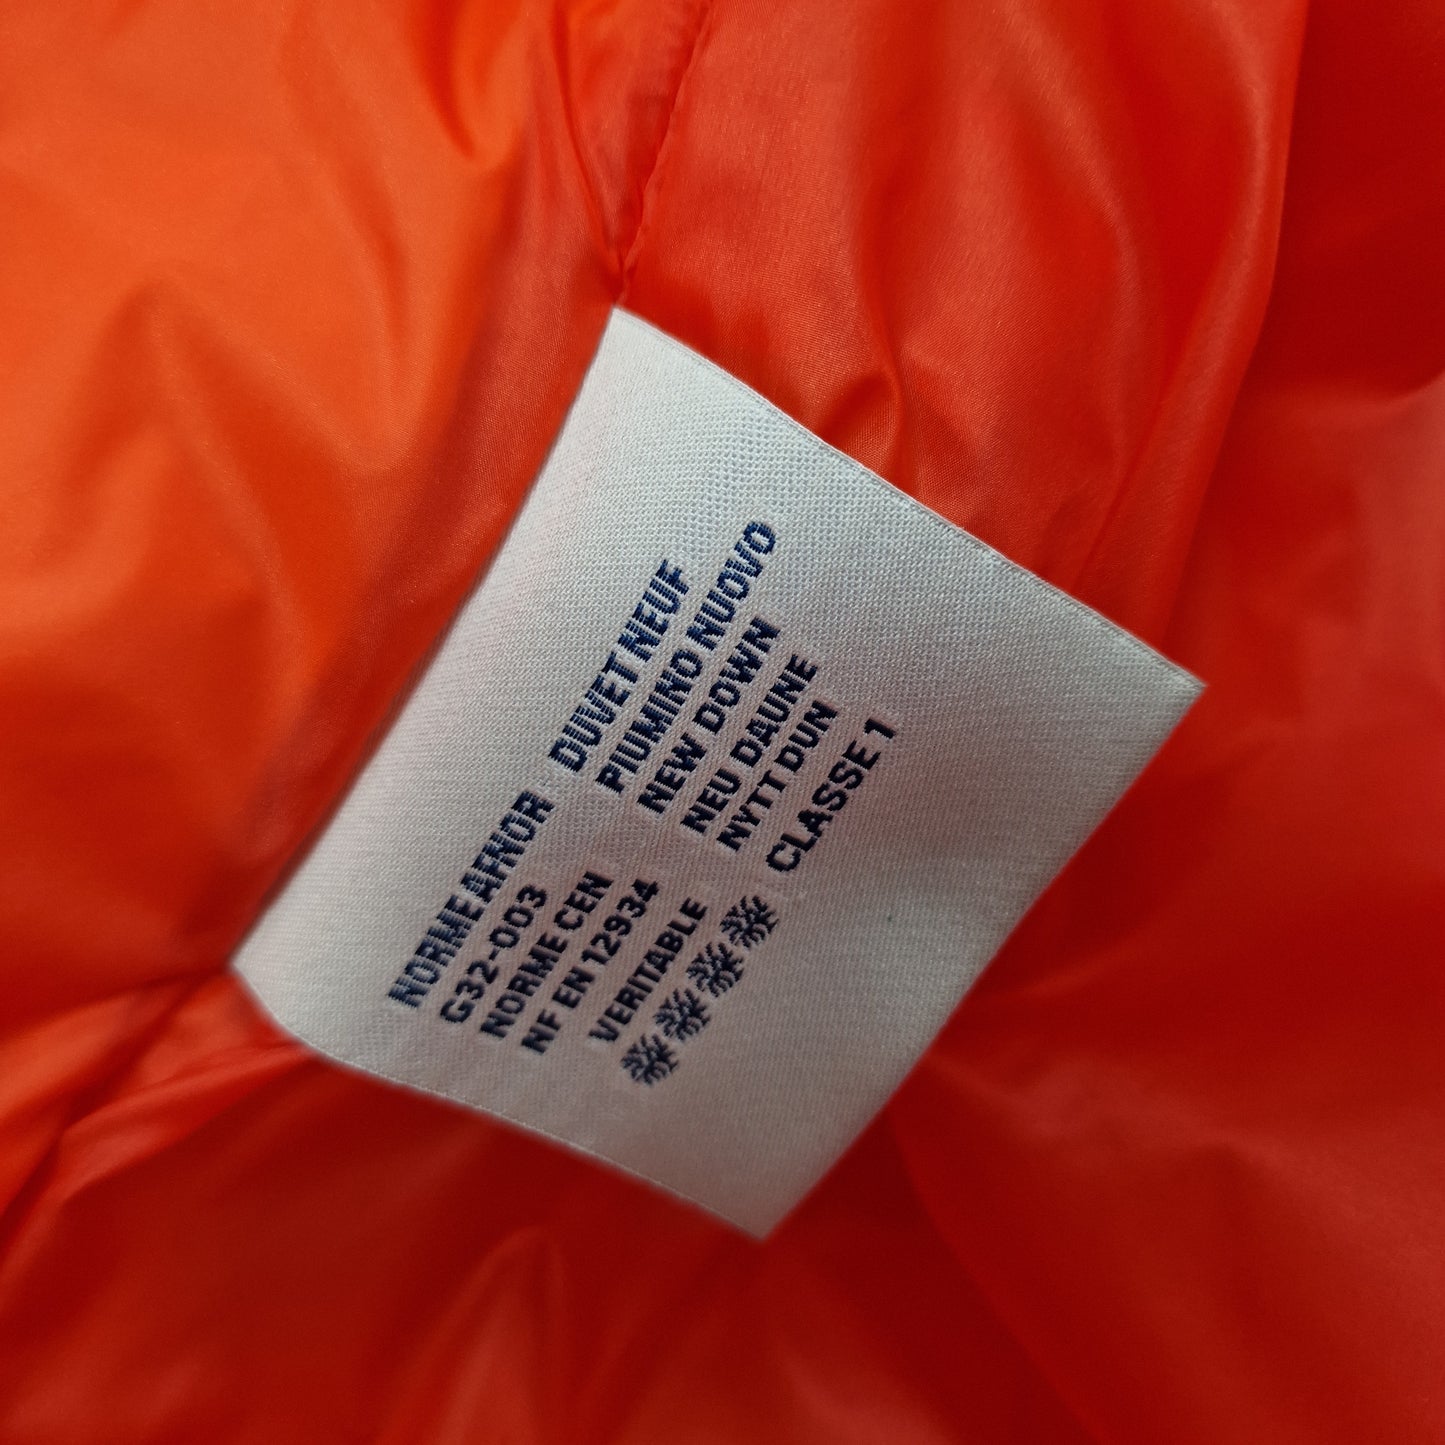 NORME AFNOR
G32-003
NORME CEN
NF EN 12934
VERITABLE
DUVET NEUF
PIUMINO NUOVO
NEW DOWN
NEU DAUNE
NYTT DUN
CLASSE 1